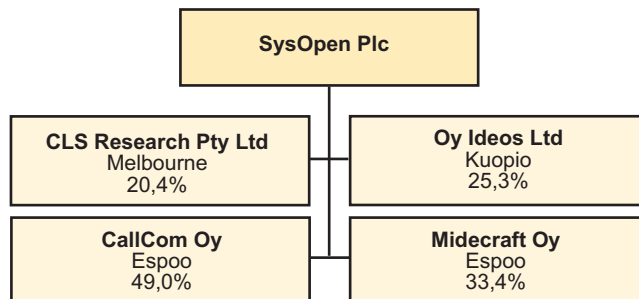 SysOpen Plc
CLS Research Pty Ltd
Melbourne
20,4%
Oy Ideos Ltd
Kuopio
25,3%
CallCom Oy
Espoo
49,0%
Midecraft Oy
Espoo
33,4%